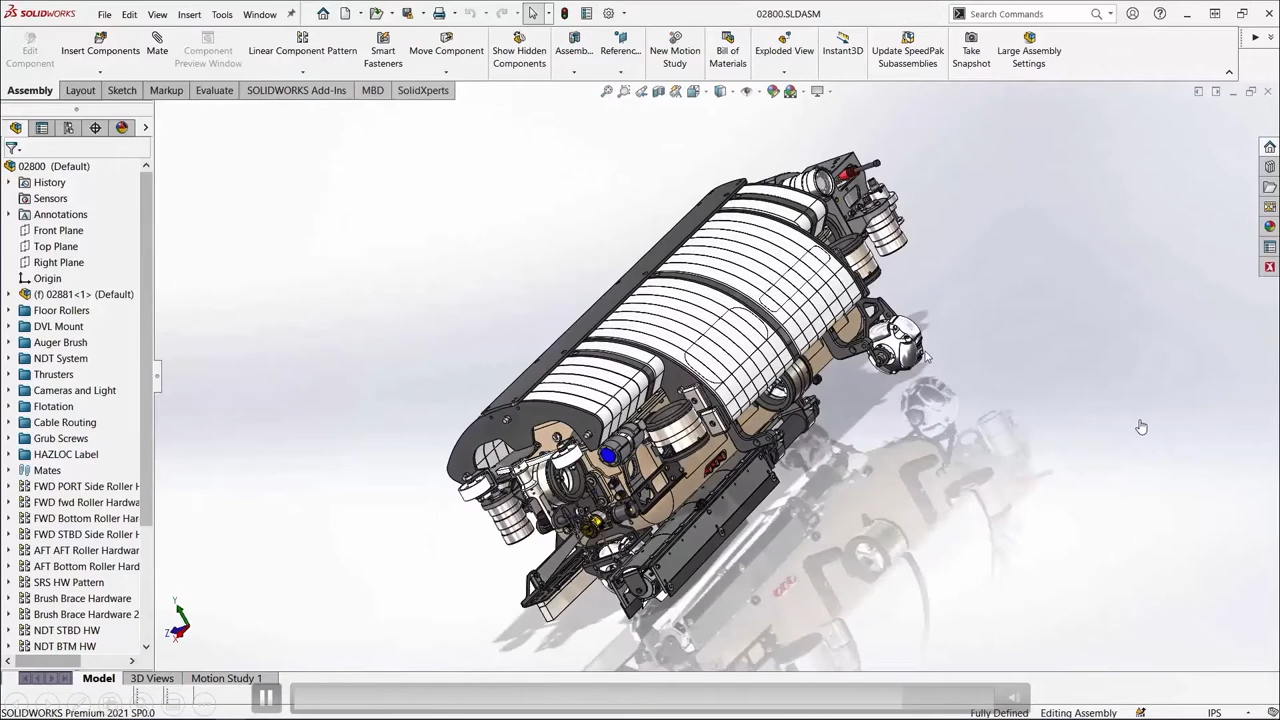 SOLIDWORKS File Edit View Insert Tools Window 02800.SLDASM Search Commands
Edit Component
Insert Components
Mate
Component Preview Window
Linear Component Pattern
Smart Fasteners
Move Component
Show Hidden Components
Assemb...
Referenc...
New Motion Study
Bill of Materials
Exploded View
Instant3D
Update SpeedPak Subassemblies
Take Snapshot
Large Assembly Settings
Assembly Layout Sketch Markup Evaluate SOLIDWORKS Add-Ins MBD SolidXperts
02800 (Default)
History
Sensors
Annotations
Front Plane
Top Plane
Right Plane
Origin
(f) 02881<1> (Default)
Floor Rollers
DVL Mount
Auger Brush
NDT System
Thrusters
Cameras and Light
Flotation
Cable Routing
Grub Screws
HAZLOC Label
Mates
FWD PORT Side Roller H
FWD fwd Roller Hardwa
FWD Bottom Roller Har
FWD STBD Side Roller H
AFT AFT Roller Hardwar
AFT Bottom Roller Hard
SRS HW Pattern
Brush Brace Hardware
Brush Brace Hardware 2
NDT STBD HW
NDT BTM HW
Y
Z
X
Model 3D Views Motion Study 1
SOLIDWORKS Premium 2021 SP0.0 Fully Defined Editing Assembly IPS